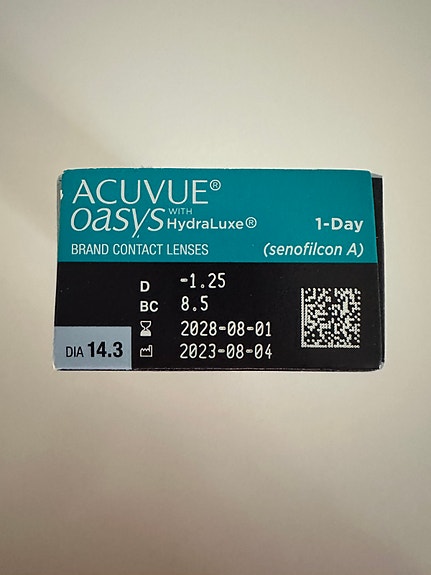 ACUVUE®
OASYS WITH HydraLuxe® 1-Day
BRAND CONTACT LENSES (senofilcon A)
D -1.25
BC 8.5
2028-08-01
DIA 14.3 2023-08-04